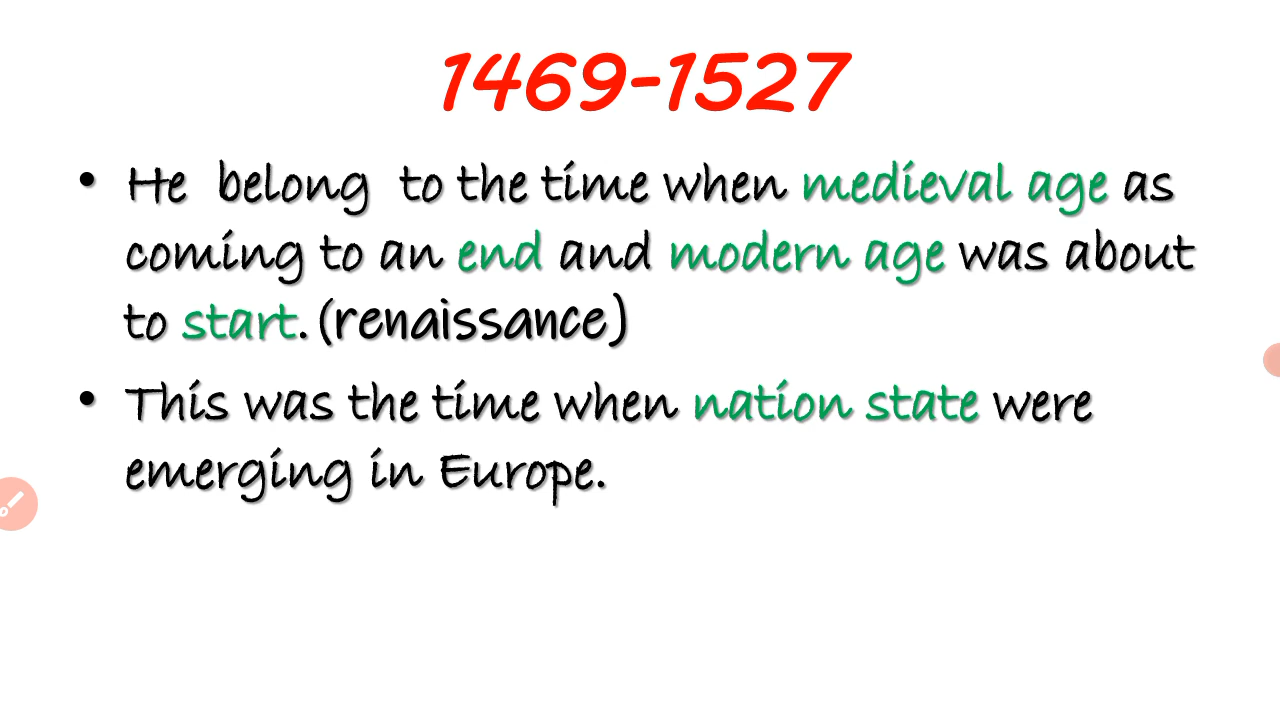 1469-1527
• He belong to the time when medieval age as
coming to an end and modern age was about
to start. (renaissance)
• This was the time when nation state were
emerging in Europe.